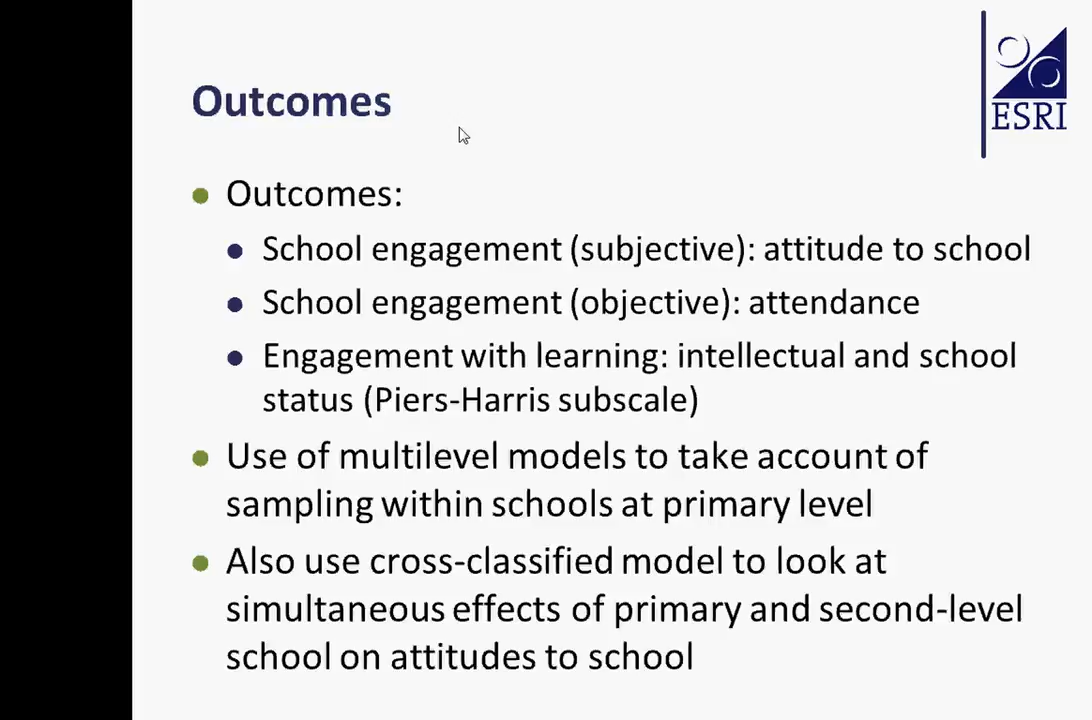 ESRI
Outcomes
Outcomes:
School engagement (subjective): attitude to school
School engagement (objective): attendance
Engagement with learning: intellectual and school
status (Piers-Harris subscale)
Use of multilevel models to take account of
sampling within schools at primary level
Also use cross-classified model to look at
simultaneous effects of primary and second-level
school on attitudes to school